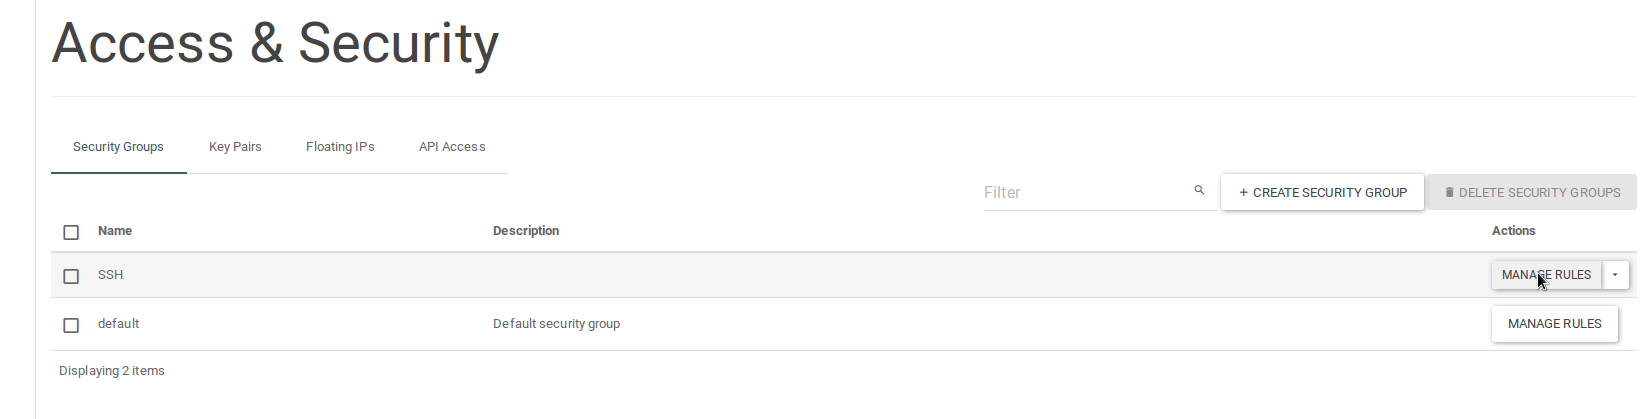 Access & Security
Security Groups Key Pairs Floating IPs API Access
Filter + CREATE SECURITY GROUP DELETE SECURITY GROUPS
Name Description Actions
SSH MANAGE RULES
default Default security group MANAGE RULES
Displaying 2 items